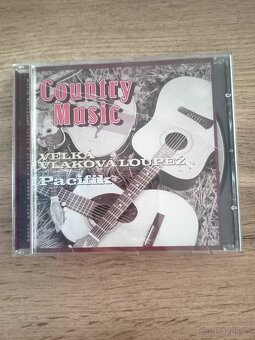 Country
Music
VELKÁ
VLAKOVÁ LOUPEŽ
Pacifik